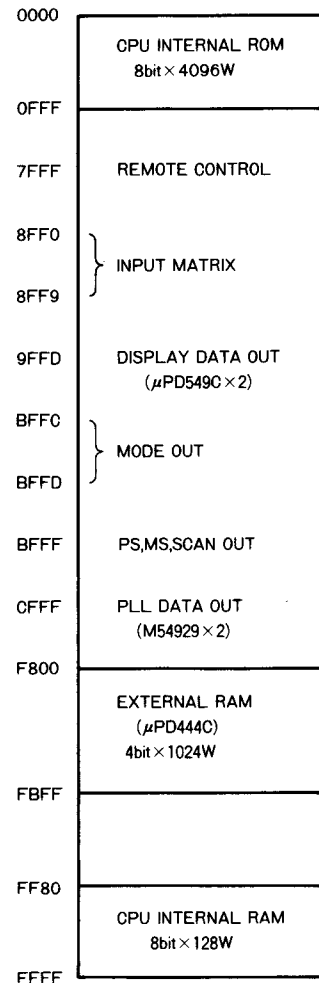 0000
CPU INTERNAL ROM
8bit×4096W
0FFF
7FFF REMOTE CONTROL
8FF0
INPUT MATRIX
8FF9
9FFD DISPLAY DATA OUT
(μPD549C×2)
BFFC
MODE OUT
BFFD
BFFF PS,MS,SCAN OUT
CFFF PLL DATA OUT
(M54929×2)
F800
EXTERNAL RAM
(μPD444C)
4bit×1024W
FBFF
FF80
CPU INTERNAL RAM
8bit×128W
FFFF